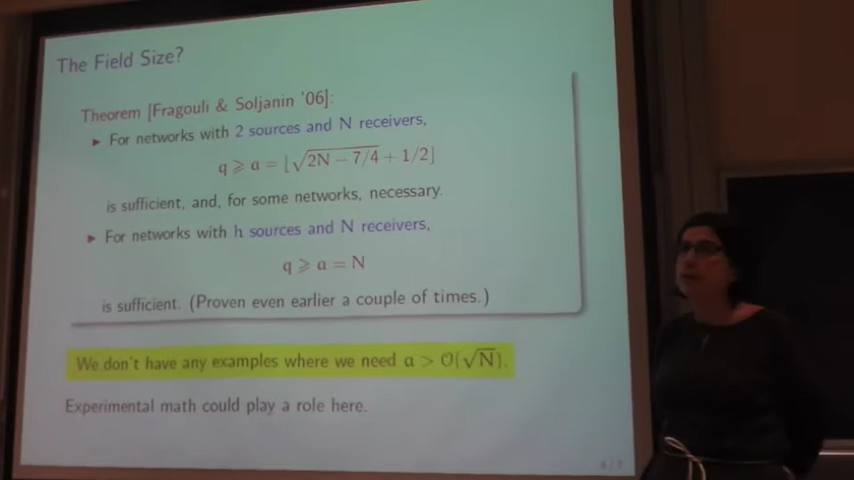 The Field Size?
Theorem [Fragouli & Soljanin '06]:
▶ For networks with 2 sources and N receivers,
q ⩾ a = ⌊√(2N − 7/4) + 1/2⌋
is sufficient, and, for some networks, necessary.
▶ For networks with h sources and N receivers,
q ⩾ a = N
is sufficient. (Proven even earlier a couple of times.)
We don't have any examples where we need a > O(√N).
Experimental math could play a role here.